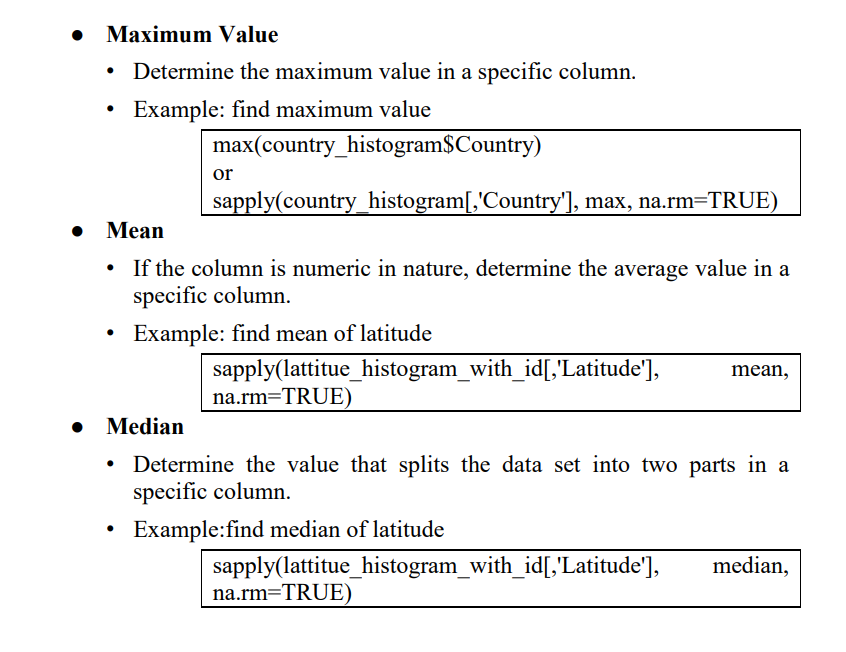 ● Maximum Value
• Determine the maximum value in a specific column.
• Example: find maximum value
max(country_histogram$Country)
or
sapply(country_histogram[,'Country'], max, na.rm=TRUE)
● Mean
• If the column is numeric in nature, determine the average value in a
specific column.
• Example: find mean of latitude
sapply(lattitue_histogram_with_id[,'Latitude'], mean,
na.rm=TRUE)
● Median
• Determine the value that splits the data set into two parts in a
specific column.
• Example:find median of latitude
sapply(lattitue_histogram_with_id[,'Latitude'], median,
na.rm=TRUE)